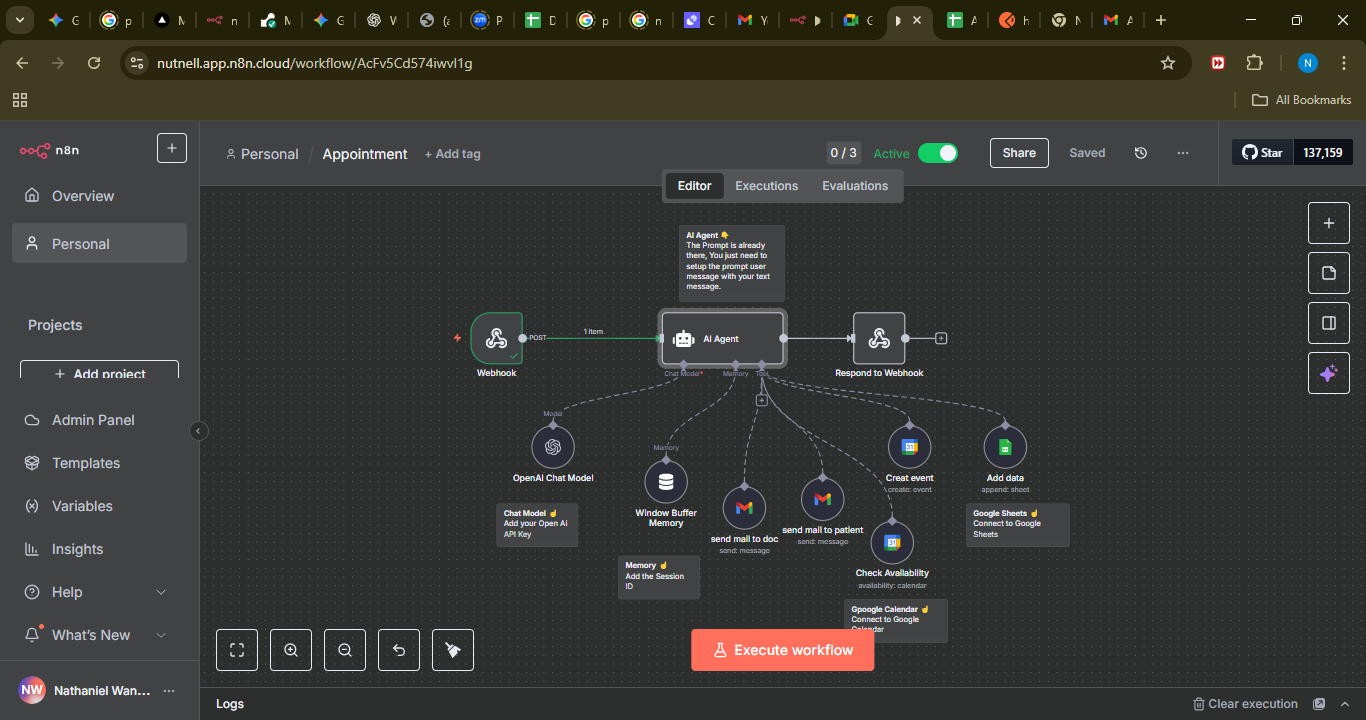 G
G p
M
n
M
G
W
(a
P
D
G p
G n
C
Y
G
A
h
N
A
nutnell.app.n8n.cloud/workflow/AcFv5Cd574iwvl1g
N
All Bookmarks
n8n
Personal / Appointment + Add tag
0 / 3 Active
Share
Saved
Star 137,159
Editor Executions Evaluations
Overview
Personal
Projects
+ Add project
Admin Panel
Templates
Variables
Insights
Help
What's New
NW Nathaniel Wan...
AI Agent 👇
The Prompt is already
there, You just need to
setup the prompt user
message with your text
message.
POST
1 item
AI Agent
Webhook
Chat Model*
Memory
Tool
Respond to Webhook
Model
Memory
OpenAI Chat Model
Window Buffer
Memory
send mail to doc
send: message
send mail to patient
send: message
31
Creat event
create: event
Add data
append: sheet
31
Check Availability
availability: calendar
Chat Model ☝
Add your Open Ai
API Key
Memory ☝
Add the Session
ID
Google Sheets ☝
Connect to Google
Sheets
Gpoogle Calendar ☝
Connect to Google
Calendar
Execute workflow
Logs
Clear execution